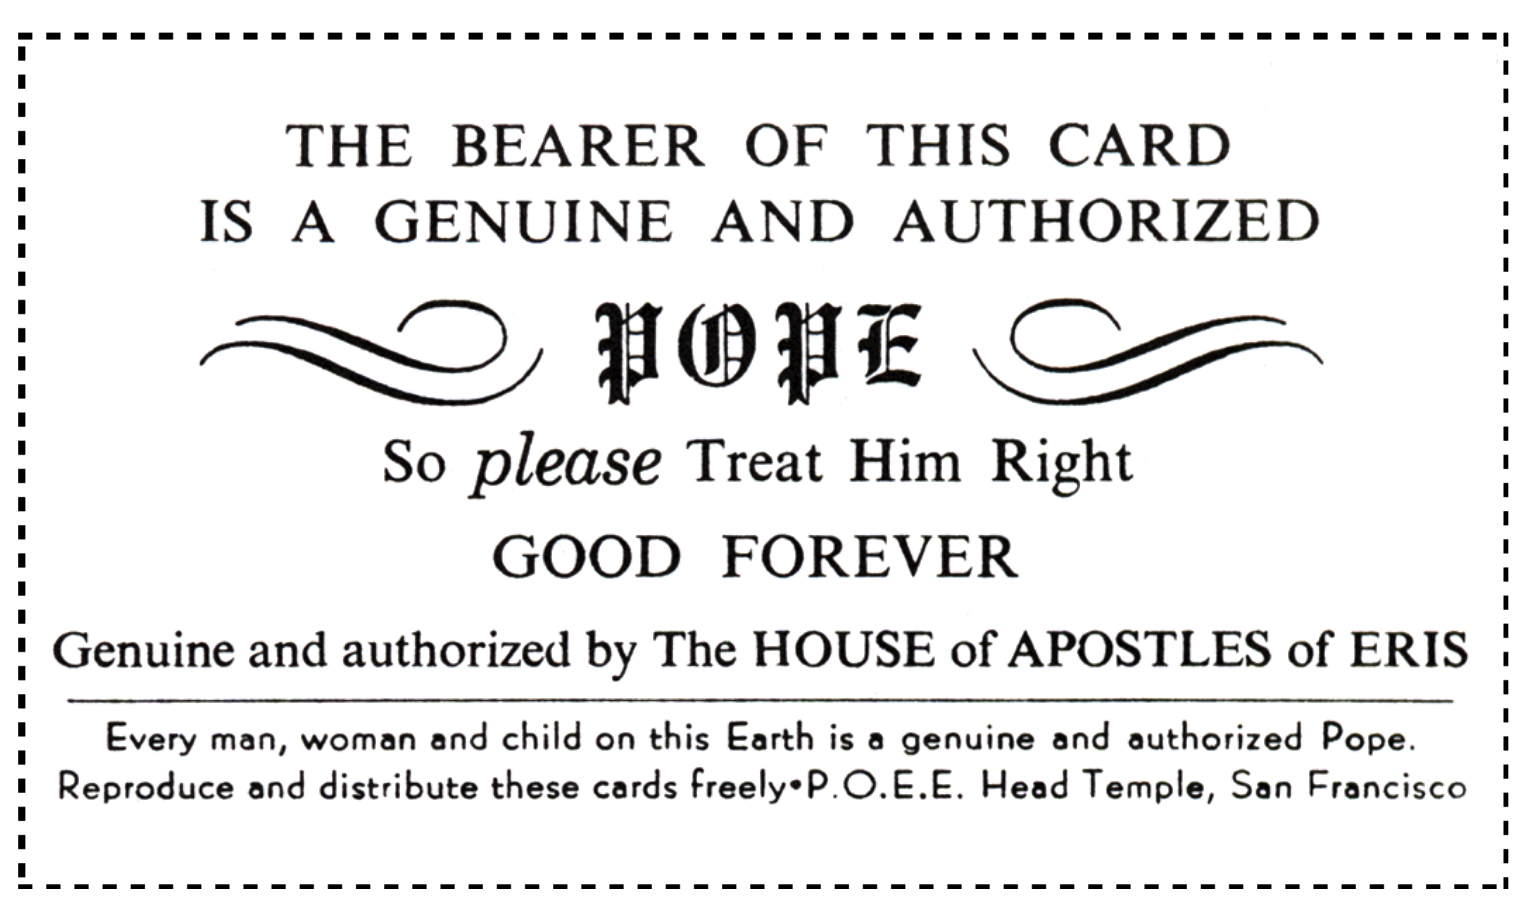 THE BEARER OF THIS CARD
IS A GENUINE AND AUTHORIZED
POPE
So please Treat Him Right
GOOD FOREVER
Genuine and authorized by The HOUSE of APOSTLES of ERIS
Every man, woman and child on this Earth is a genuine and authorized Pope.
Reproduce and distribute these cards freely•P.O.E.E. Head Temple, San Francisco